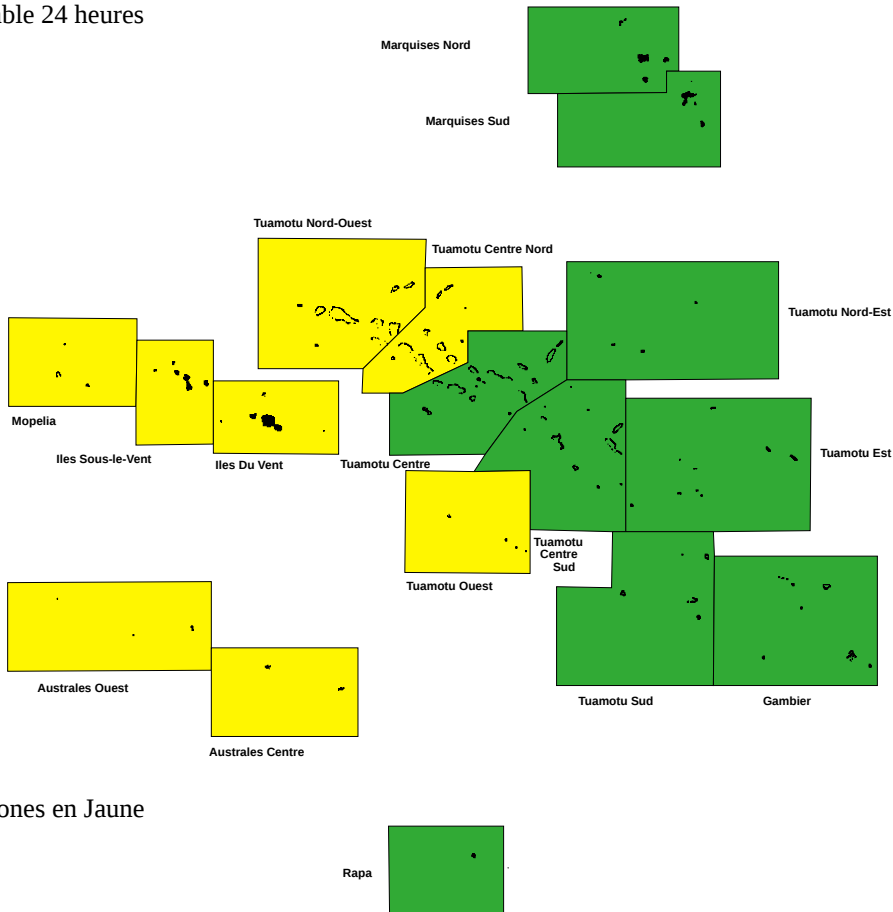 24 heures
Marquises Nord
Marquises Sud
Tuamotu Nord-Ouest
Tuamotu Centre Nord
Tuamotu Nord-Est
Mopelia
Iles Sous-le-Vent
Iles Du Vent
Tuamotu Centre
Tuamotu Est
Tuamotu
Centre
Sud
Tuamotu Ouest
Australes Ouest
Tuamotu Sud
Gambier
Australes Centre
en Jaune
Rapa